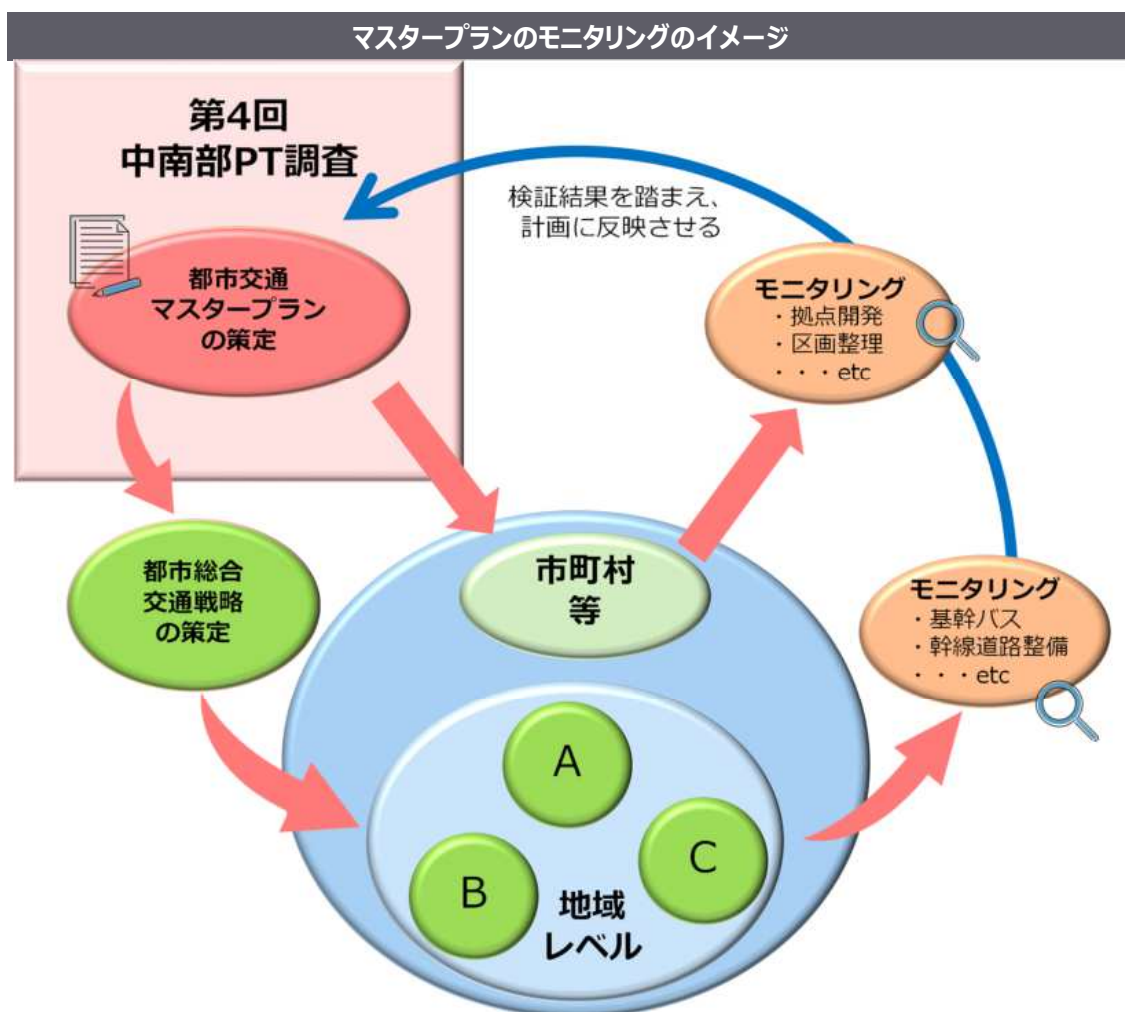 マスタープランのモニタリングのイメージ
第4回
中南部PT調査
都市交通
マスタープラン
の策定
検証結果を踏まえ、
計画に反映させる
モニタリング
・拠点開発
・区画整理
・・・etc
都市総合
交通戦略
の策定
市町村
等
モニタリング
・基幹バス
・幹線道路整備
・・・etc
A
B
C
地域
レベル